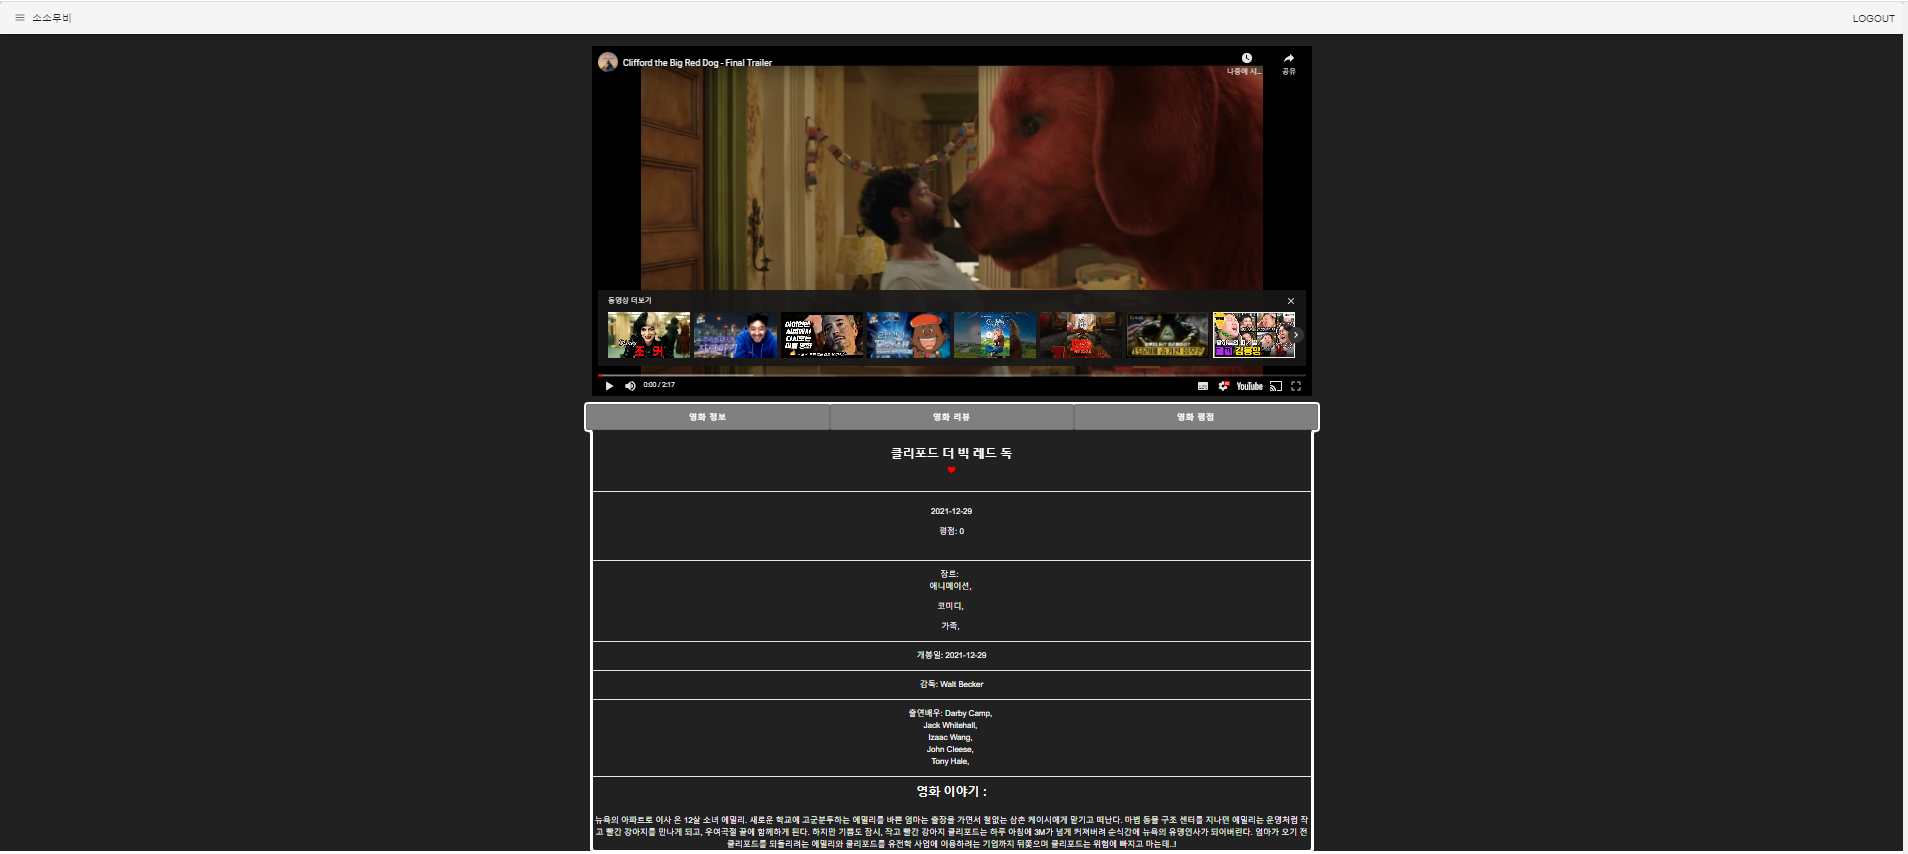 소소무비
LOGOUT
Clifford the Big Red Dog - Final Trailer
나중에 시...
공유
동영상 더보기
조커
0:00 / 2:17
YouTube
영화 정보
영화 리뷰
영화 평점
클리포드 더 빅 레드 독
2021-12-29
평점: 0
장르:
애니메이션,
코미디,
가족,
개봉일: 2021-12-29
감독: Walt Becker
출연배우: Darby Camp,
Jack Whitehall,
Izaac Wang,
John Cleese,
Tony Hale,
영화 이야기 :
뉴욕의 아파트로 이사 온 12살 소녀 에밀리. 새로운 학교에 고군분투하는 에밀리를 바쁜 엄마는 출장을 가면서 철없는 삼촌 케이시에게 맡기고 떠난다. 마법 동물 구조 센터를 지나던 에밀리는 운명처럼 작
고 빨간 강아지를 만나게 되고, 우여곡절 끝에 함께하게 된다. 하지만 기쁨도 잠시, 작고 빨간 강아지 클리포드는 하루 아침에 3M가 넘게 커져버려 순식간에 뉴욕의 유명인사가 되어버린다. 엄마가 오기 전
클리포드를 되돌리려는 에밀리와 클리포드를 유전학 사업에 이용하려는 기업까지 뒤쫓으며 클리포드는 위험에 빠지고 마는데..!